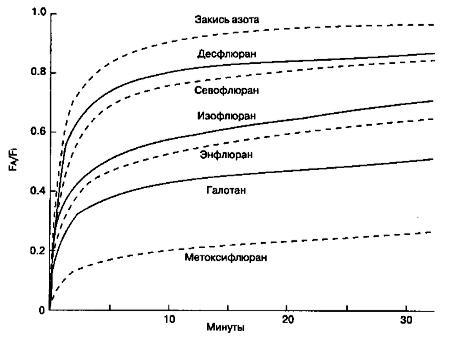 1.0
Закись азота
Десфлюран
0.8
Севофлюран
Изофлюран
0.6
FA/FI
Энфлюран
0.4
Галотан
0.2
Метоксифлюран
0
10
20
30
Минуты